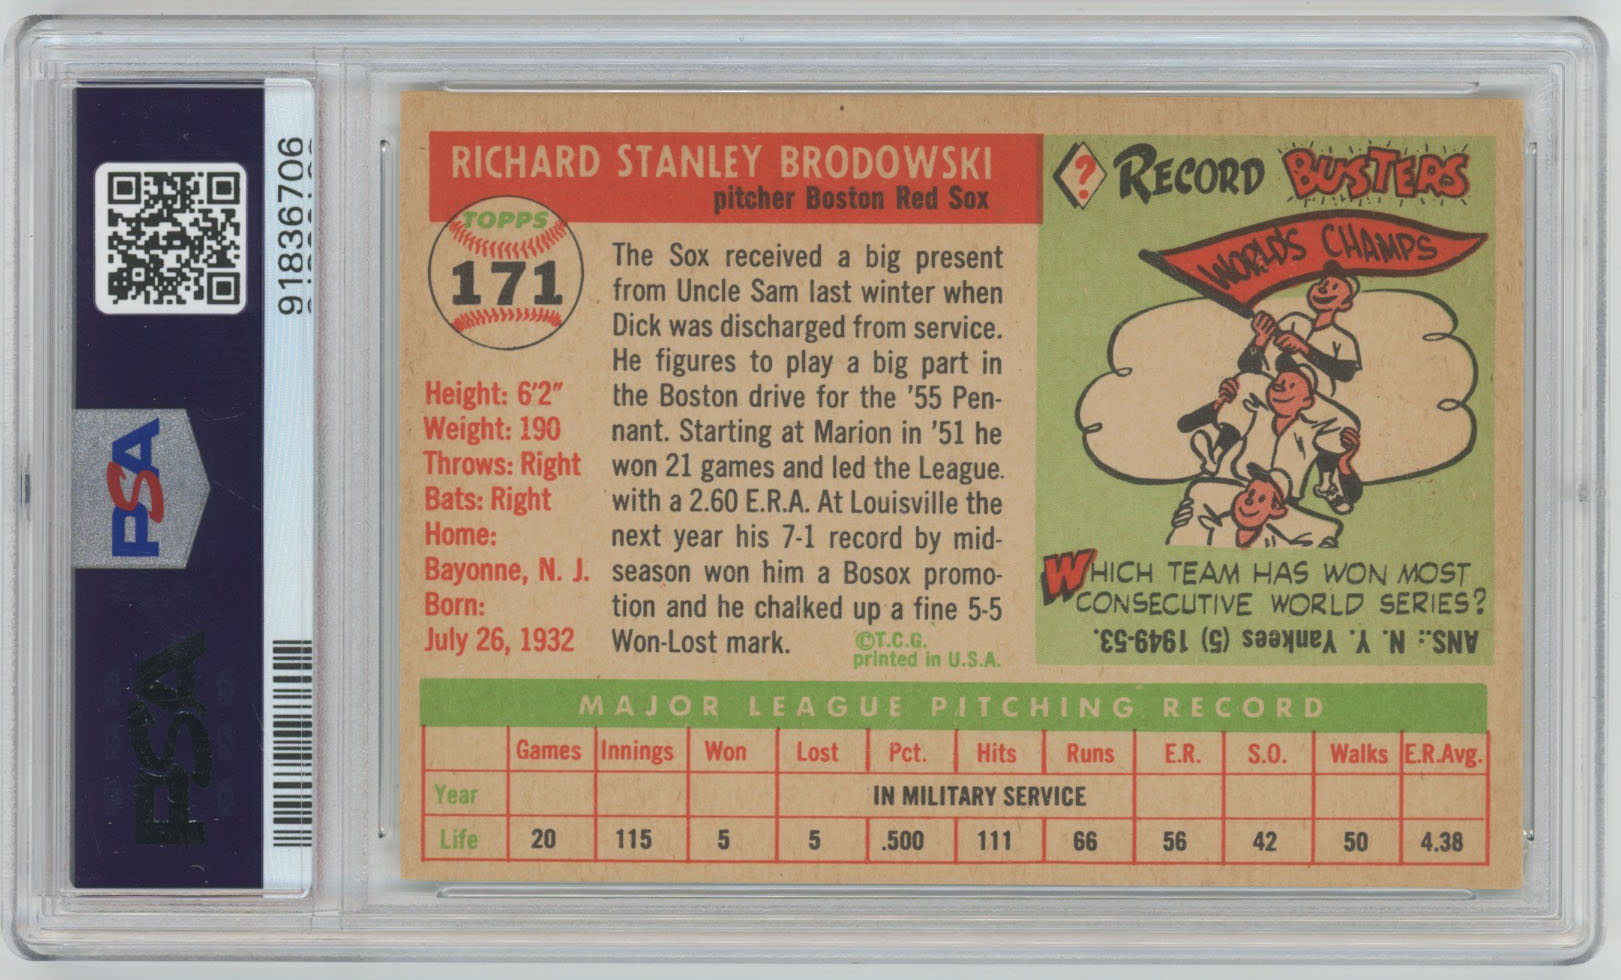 91836706
PSA
PSA
RICHARD STANLEY BRODOWSKI
pitcher Boston Red Sox
TOPPS
171
Height: 6'2"
Weight: 190
Throws: Right
Bats: Right
Home:
Bayonne, N. J.
Born:
July 26, 1932
The Sox received a big present
from Uncle Sam last winter when
Dick was discharged from service.
He figures to play a big part in
the Boston drive for the '55 Pen-
nant. Starting at Marion in '51 he
won 21 games and led the League.
with a 2.60 E.R.A. At Louisville the
next year his 7-1 record by mid-
season won him a Bosox promo-
tion and he chalked up a fine 5-5
Won-Lost mark.
©T.C.G.
printed in U.S.A.
? RECORD BUSTERS
WORLD'S CHAMPS
WHICH TEAM HAS WON MOST
CONSECUTIVE WORLD SERIES?
ANS.: N. Y. Yankees (5) 1949-53.
MAJOR LEAGUE PITCHING RECORD
Games Innings Won Lost Pct. Hits Runs E.R. S.O. Walks E.R.Avg.
Year IN MILITARY SERVICE
Life 20 115 5 5 .500 111 66 56 42 50 4.38